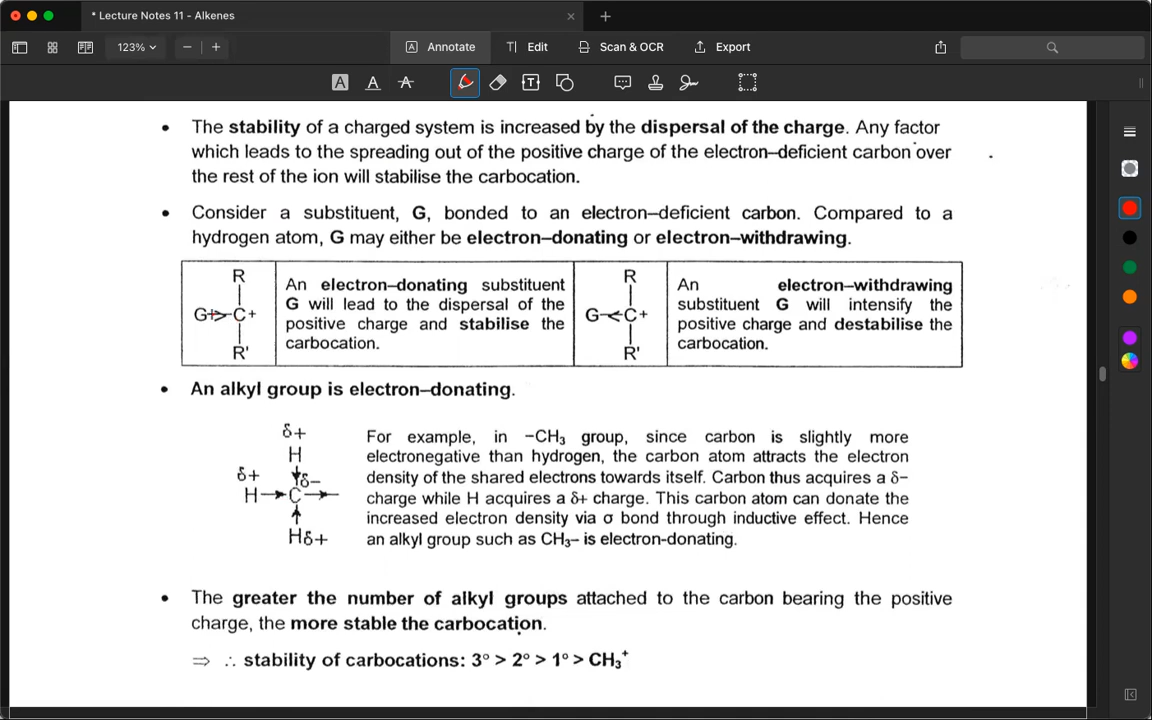 * Lecture Notes 11 - Alkenes
123%
Annotate
Edit
Scan & OCR
Export
• The stability of a charged system is increased by the dispersal of the charge. Any factor
which leads to the spreading out of the positive charge of the electron–deficient carbon over
the rest of the ion will stabilise the carbocation.
• Consider a substituent, G, bonded to an electron–deficient carbon. Compared to a
hydrogen atom, G may either be electron–donating or electron–withdrawing.
R
G C+
R'
An electron–donating substituent
G will lead to the dispersal of the
positive charge and stabilise the
carbocation.
R
G C+
R'
An electron–withdrawing
substituent G will intensify the
positive charge and destabilise the
carbocation.
• An alkyl group is electron–donating.
δ+
H
δ+ δ–
H C
Hδ+
For example, in –CH₃ group, since carbon is slightly more
electronegative than hydrogen, the carbon atom attracts the electron
density of the shared electrons towards itself. Carbon thus acquires a δ–
charge while H acquires a δ+ charge. This carbon atom can donate the
increased electron density via σ bond through inductive effect. Hence
an alkyl group such as CH₃– is electron-donating.
• The greater the number of alkyl groups attached to the carbon bearing the positive
charge, the more stable the carbocation.
⇒ ∴ stability of carbocations: 3° > 2° > 1° > CH₃⁺